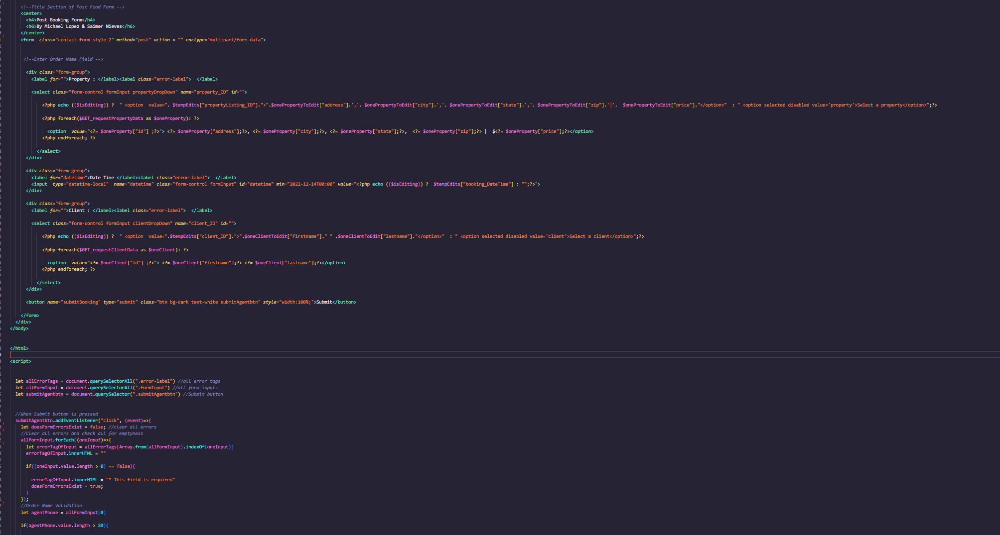 <!--Title Section of Post Food Form -->
<center>
<h4>Post Booking Form</h4>
<h6>By Michael Lopez & Saimer Nieves</h6>
</center>
<form  class="contact-form style-2" method="post" action = "" enctype="multipart/form-data">
<!--Enter Order Name Field -->
<div class="form-group">
<label for="">Property : </label><label class="error-label">  </label>
<select class="form-control formInput propertyDropDown" name="property_ID" id="">
<?php echo (($isEditing)) ?  " <option  value=". $tempEdits["propertyListing_ID"].">".$onePropertyToEdit["address"].','. $onePropertyToEdit["city"].','. $onePropertyToEdit["state"].','. $onePropertyToEdit["zip"].'|'.  $onePropertyToEdit["price"]."</option>"  : " <option selected disabled value='property'>Select a property</option>";?>
<?php foreach($GET_requestPropertyData as $oneProperty): ?>
<option  value="<?= $oneProperty["id"] ;?>"> <?= $oneProperty["address"];?>, <?= $oneProperty["city"];?>, <?= $oneProperty["state"];?>,  <?= $oneProperty["zip"];?> |  $<?= $oneProperty["price"];?></option>
<?php endforeach; ?>
</select>
</div>
<div class="form-group">
<label for="datetime">Date Time </label><label class="error-label">  </label>
<input  type="datetime-local"  name="datetime" class="form-control formInput" id="datetime" min="2022-12-14T00:00" value="<?php echo (($isEditing)) ?  $tempEdits["booking_DateTime"] : "";?>">
</div>
<div class="form-group">
<label for="">Client : </label><label class="error-label">  </label>
<select class="form-control formInput clientDropDown" name="client_ID" id="">
<?php echo (($isEditing)) ?  " <option  value=".$tempEdits["client_ID"].">".$oneClientToEdit["firstname"]." " .$oneClientToEdit["lastname"]."</option>"  : " <option selected disabled value='client'>Select a client</option>";?>
<?php foreach($GET_requestClientData as $oneClient): ?>
<option  value="<?= $oneClient["id"] ;?>"> <?= $oneClient["firstname"];?> <?= $oneClient["lastname"];?></option>
<?php endforeach; ?>
</select>
</div>
<button name="submitBooking" type="submit" class="btn bg-dark text-white submitAgentbtn" style="width:100%;">Submit</button>
</form>
</div>
</body>
</html>
<script>
let allErrorTags = document.querySelectorAll(".error-label") //all error tags
let allFormInput = document.querySelectorAll(".formInput") //all form inputs
let submitAgentbtn = document.querySelector(".submitAgentbtn") //Submit button
//When Submit button is pressed
submitAgentbtn.addEventListener("click", (event)=>{
let doesFormErrorsExist = false; //clear all errors
//Clear all errors and check all for emptyness
allFormInput.forEach((oneInput)=>{
let errorTagOfInput = allErrorTags[Array.from(allFormInput).indexOf(oneInput)]
errorTagOfInput.innerHTML = ""
if((oneInput.value.length > 0) == false){
errorTagOfInput.innerHTML = "* This field is required"
doesFormErrorsExist = true;
}
});
//Order Name Validation
let agentPhone = allFormInput[0]
if(agentPhone.value.length > 20){